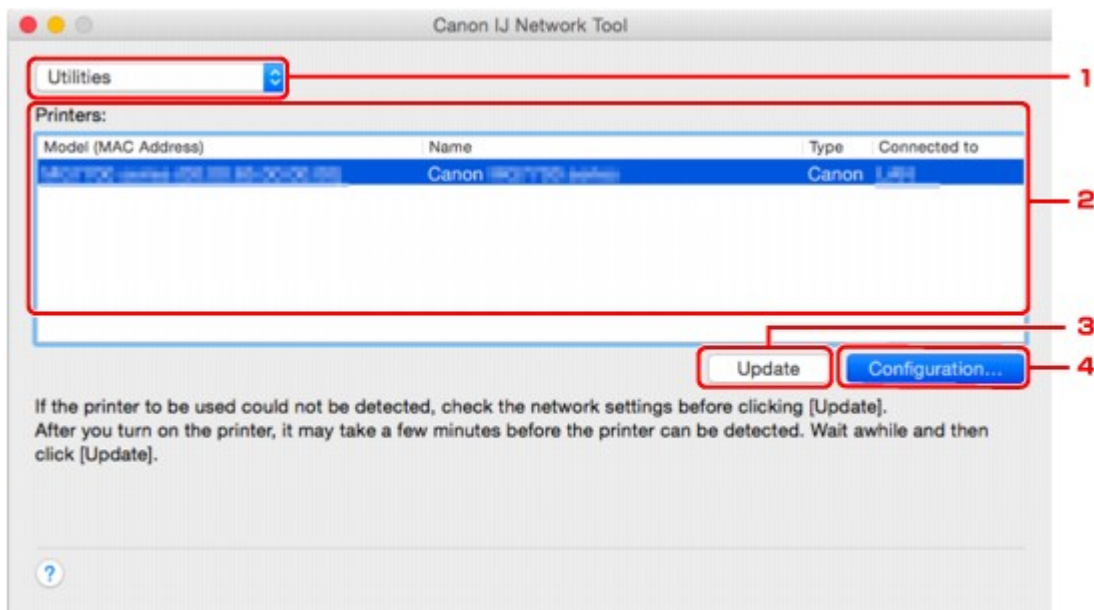 Canon IJ Network Tool
Utilities
1
Printers:
Model (MAC Address) Name Type Connected to
Canon Canon
2
3
Update Configuration... 4
If the printer to be used could not be detected, check the network settings before clicking [Update].
After you turn on the printer, it may take a few minutes before the printer can be detected. Wait awhile and then
click [Update].
?